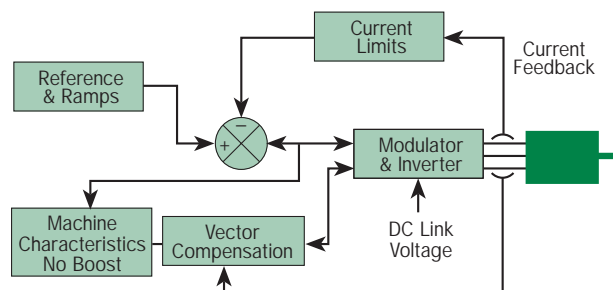 Current
Limits
Current
Feedback
Reference
& Ramps
−
+
Modulator
& Inverter
DC Link
Voltage
Machine
Characteristics
No Boost
Vector
Compensation